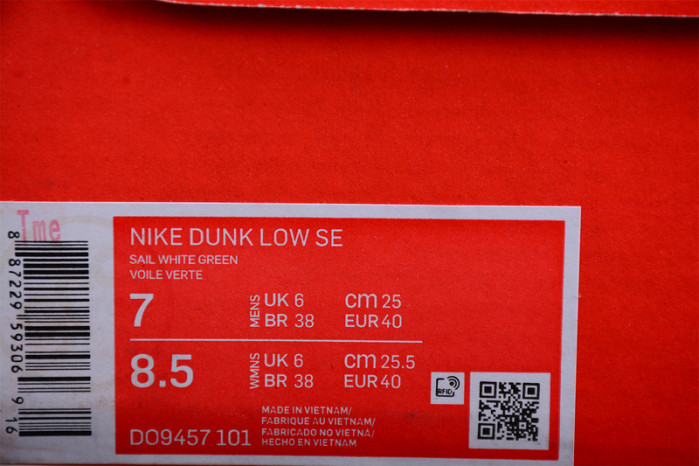 Tme
8 87229 59306 9 16
NIKE DUNK LOW SE
SAIL WHITE GREEN
VOILE VERTE
7 MENS UK 6 cm 25
BR 38 EUR 40
8.5 WMNS UK 6 cm 25.5
BR 38 EUR 40
RFID
MADE IN VIETNAM/
FABRIQUE AU VIETNAM/
FABRICADO NO VIETNÃ/
HECHO EN VIETNAM
DO9457 101